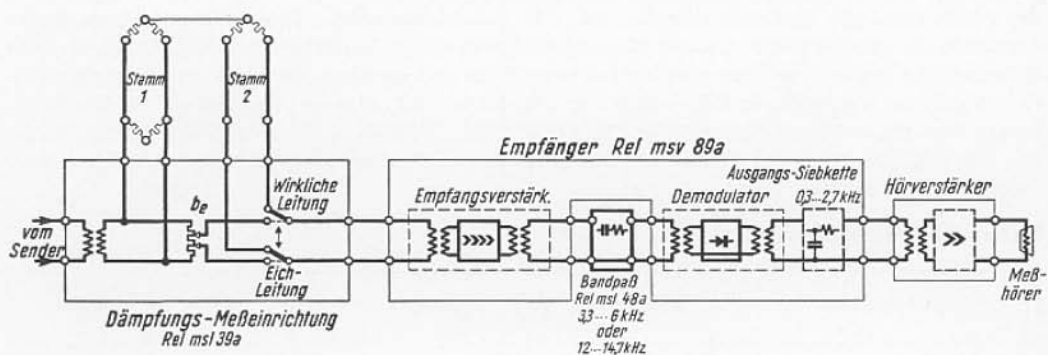 Stamm
1
Stamm
2
Empfänger Rel msv 89a
Ausgangs-Siebkette
0,3...2,7kHz
Wirkliche
Leitung
be
Empfangsverstärk.
Demodulator
Hörverstärker
vom
Sender
Eich-
Leitung
Bandpaß
Rel msl 48a
3,3...6kHz
oder
12...14,7kHz
Meß-
hörer
Dämpfungs-Meßeinrichtung
Rel msl 39a